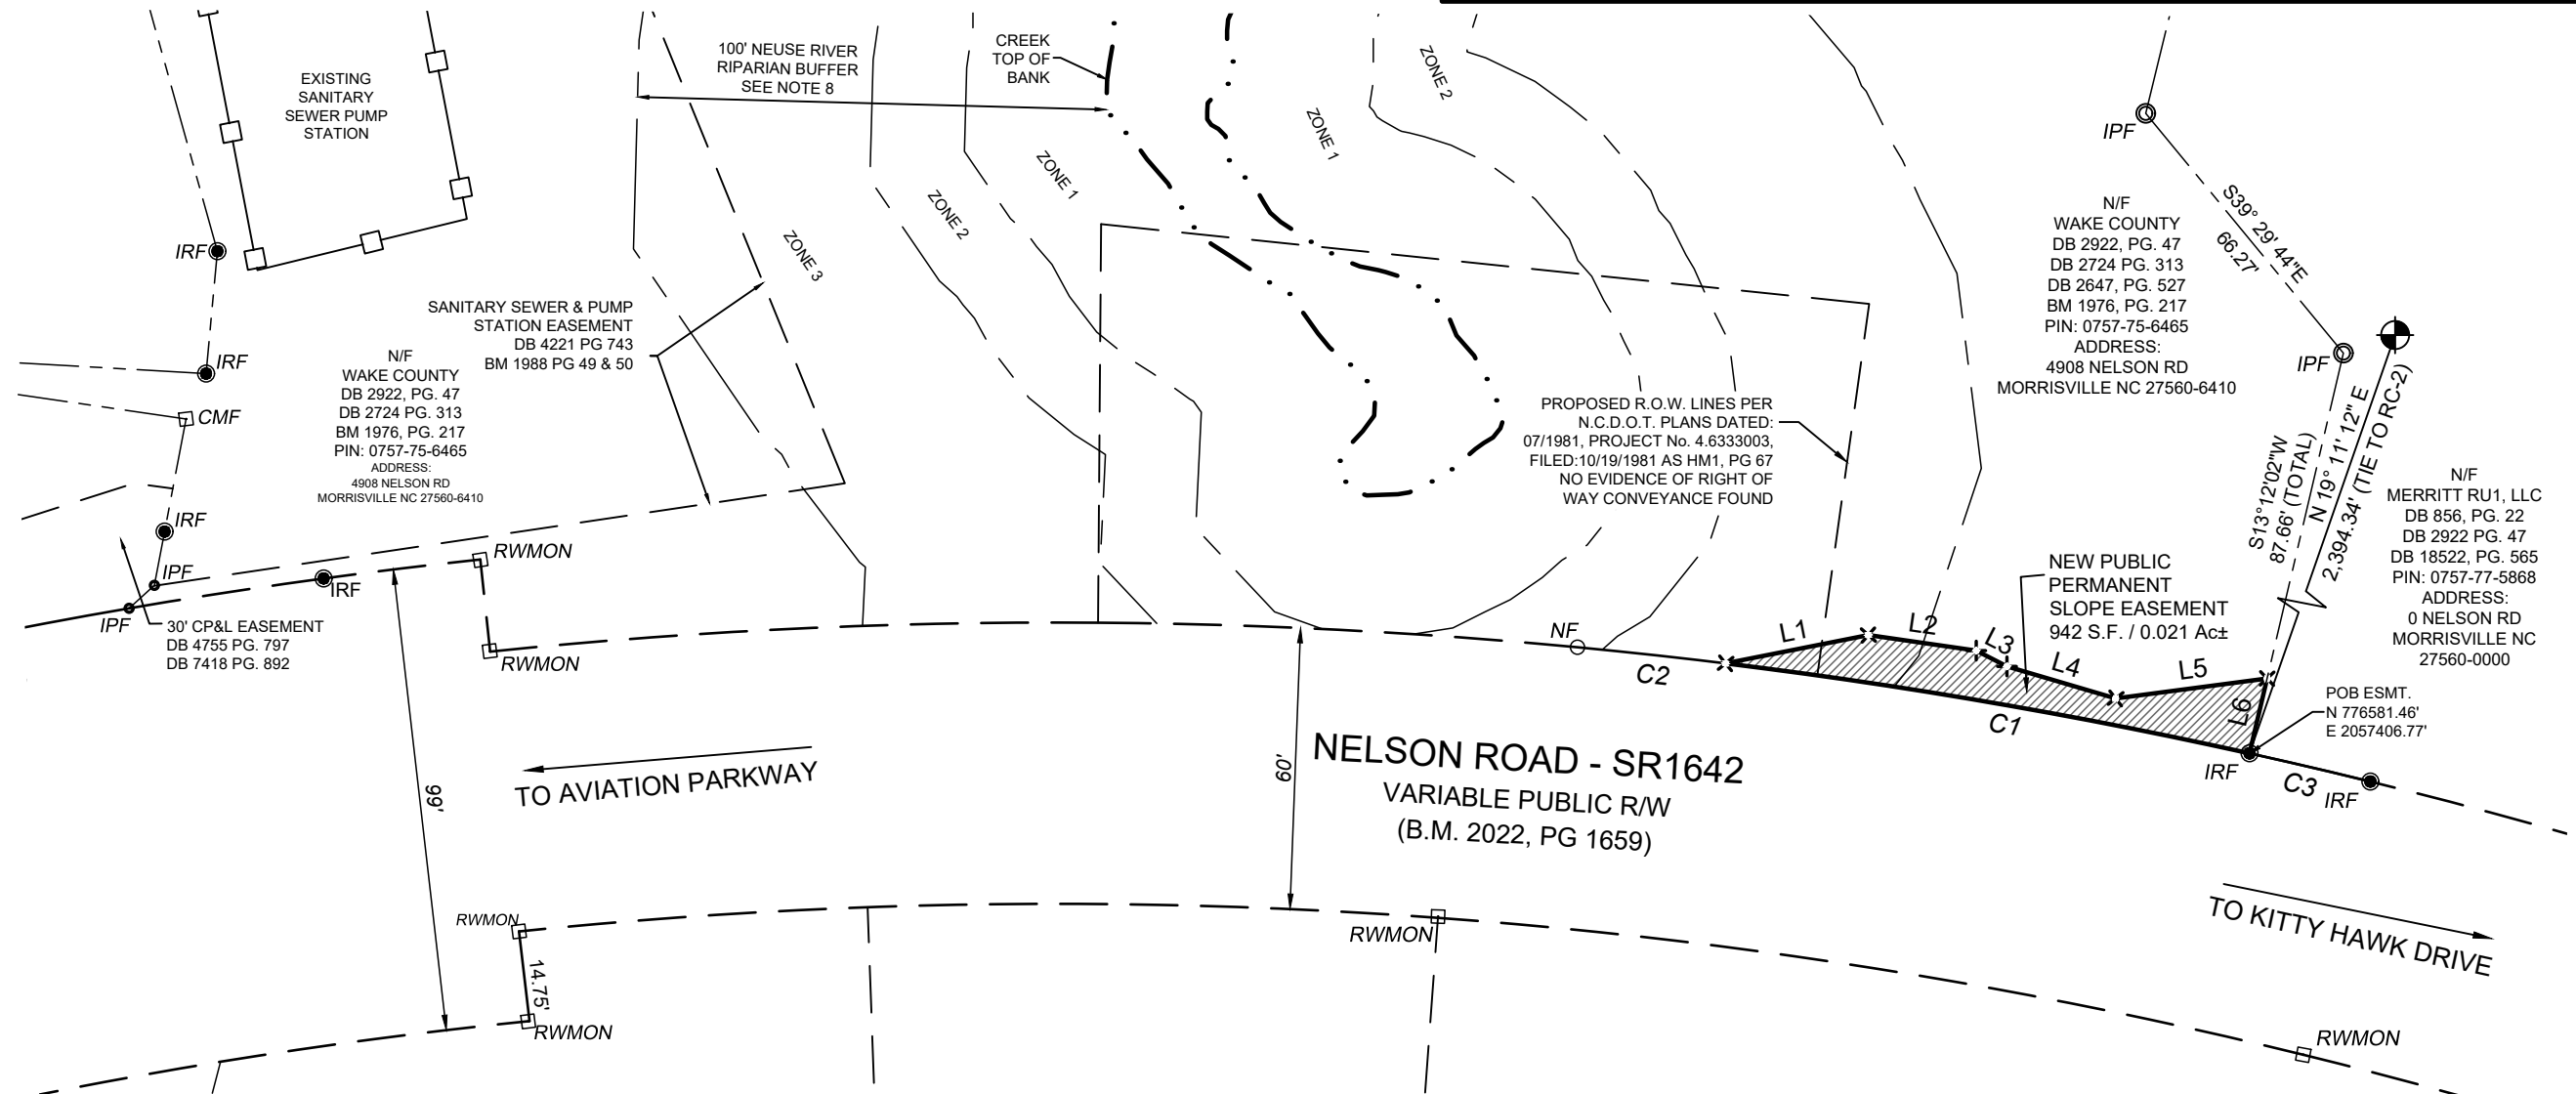 EXISTING
SANITARY
SEWER PUMP
STATION
100' NEUSE RIVER
RIPARIAN BUFFER
SEE NOTE 8
CREEK
TOP OF
BANK
ZONE 2
ZONE 1
ZONE 1
ZONE 2
ZONE 3
IPF
S39° 29' 44"E
66.27'
N/F
WAKE COUNTY
DB 2922, PG. 47
DB 2724 PG. 313
DB 2647, PG. 527
BM 1976, PG. 217
PIN: 0757-75-6465
ADDRESS:
4908 NELSON RD
MORRISVILLE NC 27560-6410
IPF
IRF
IRF
CMF
IRF
IPF
IPF
IRF
SANITARY SEWER & PUMP
STATION EASEMENT
DB 4221 PG 743
BM 1988 PG 49 & 50
N/F
WAKE COUNTY
DB 2922, PG. 47
DB 2724 PG. 313
BM 1976, PG. 217
PIN: 0757-75-6465
ADDRESS:
4908 NELSON RD
MORRISVILLE NC 27560-6410
RWMON
RWMON
30' CP&L EASEMENT
DB 4755 PG. 797
DB 7418 PG. 892
PROPOSED R.O.W. LINES PER
N.C.D.O.T. PLANS DATED:
07/1981, PROJECT No. 4.6333003,
FILED:10/19/1981 AS HM1, PG 67
NO EVIDENCE OF RIGHT OF
WAY CONVEYANCE FOUND
S13°12'02"W
87.66' (TOTAL)
N 19° 11' 12" E
2,394.34' (TIE TO RC-2)
N/F
MERRITT RU1, LLC
DB 856, PG. 22
DB 2922 PG. 47
DB 18522, PG. 565
PIN: 0757-77-5868
ADDRESS:
0 NELSON RD
MORRISVILLE NC
27560-0000
NEW PUBLIC
PERMANENT
SLOPE EASEMENT
942 S.F. / 0.021 Ac±
NF
C2
L1
L2
L3
L4
L5
L6
C1
POB ESMT.
N 776581.46'
E 2057406.77'
IRF
C3
IRF
TO AVIATION PARKWAY
99'
60'
NELSON ROAD - SR1642
VARIABLE PUBLIC R/W
(B.M. 2022, PG 1659)
TO KITTY HAWK DRIVE
RWMON
14.75'
RWMON
RWMON
RWMON